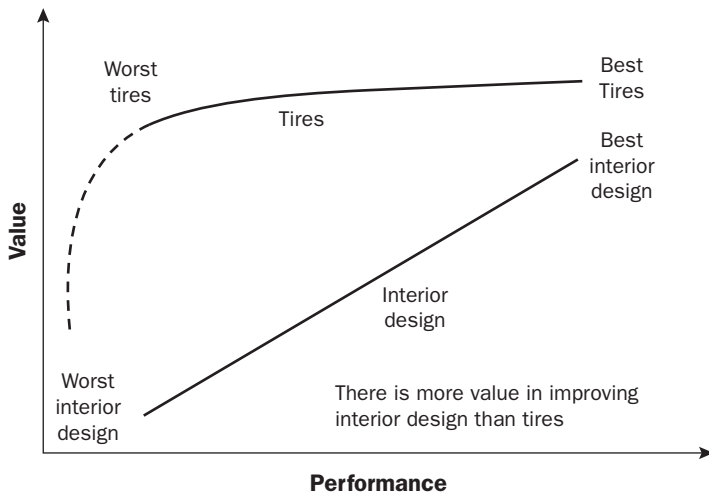 Worst
tires
Best
Tires
Tires
Best
interior
design
Value
Interior
design
Worst
interior
design
There is more value in improving
interior design than tires
Performance